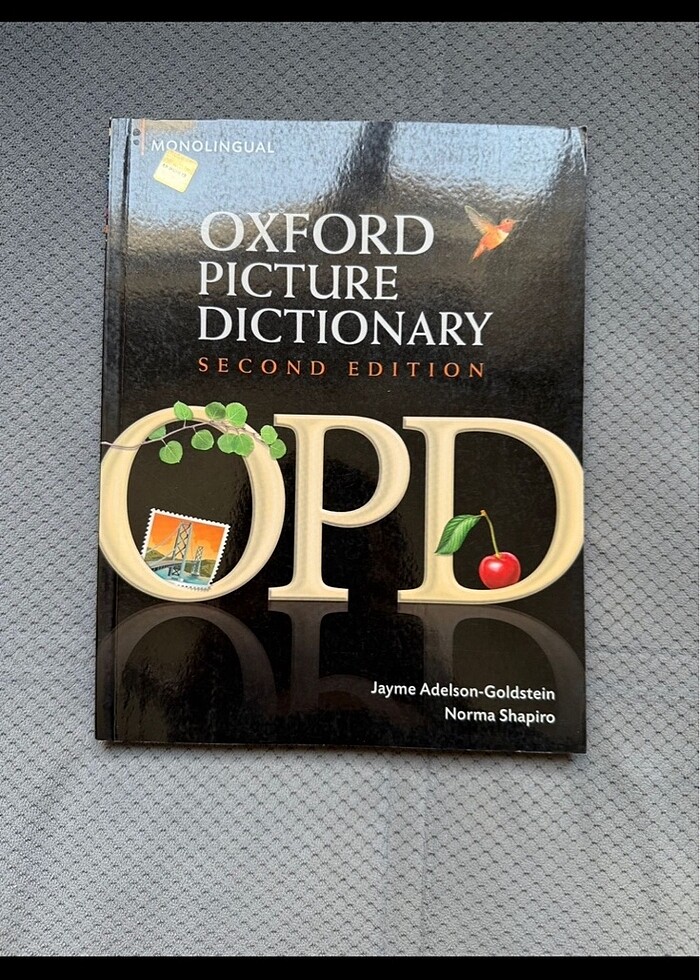 MONOLINGUAL
OXFORD
PICTURE
DICTIONARY
SECOND EDITION
OPD
Jayme Adelson-Goldstein
Norma Shapiro